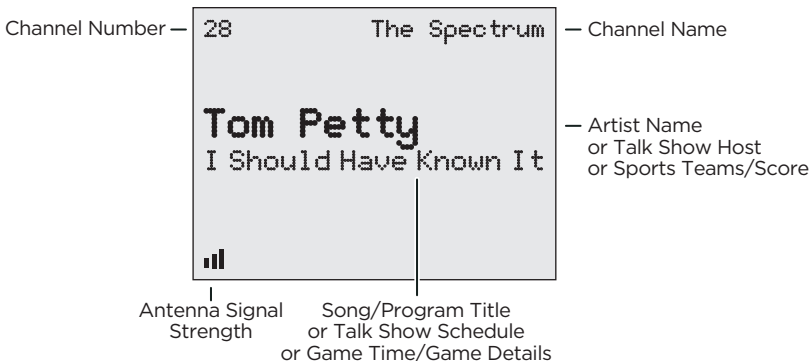 Channel Number
28 The Spectrum
Channel Name
Tom Petty
I Should Have Known It
Artist Name
or Talk Show Host
or Sports Teams/Score
Antenna Signal
Strength
Song/Program Title
or Talk Show Schedule
or Game Time/Game Details